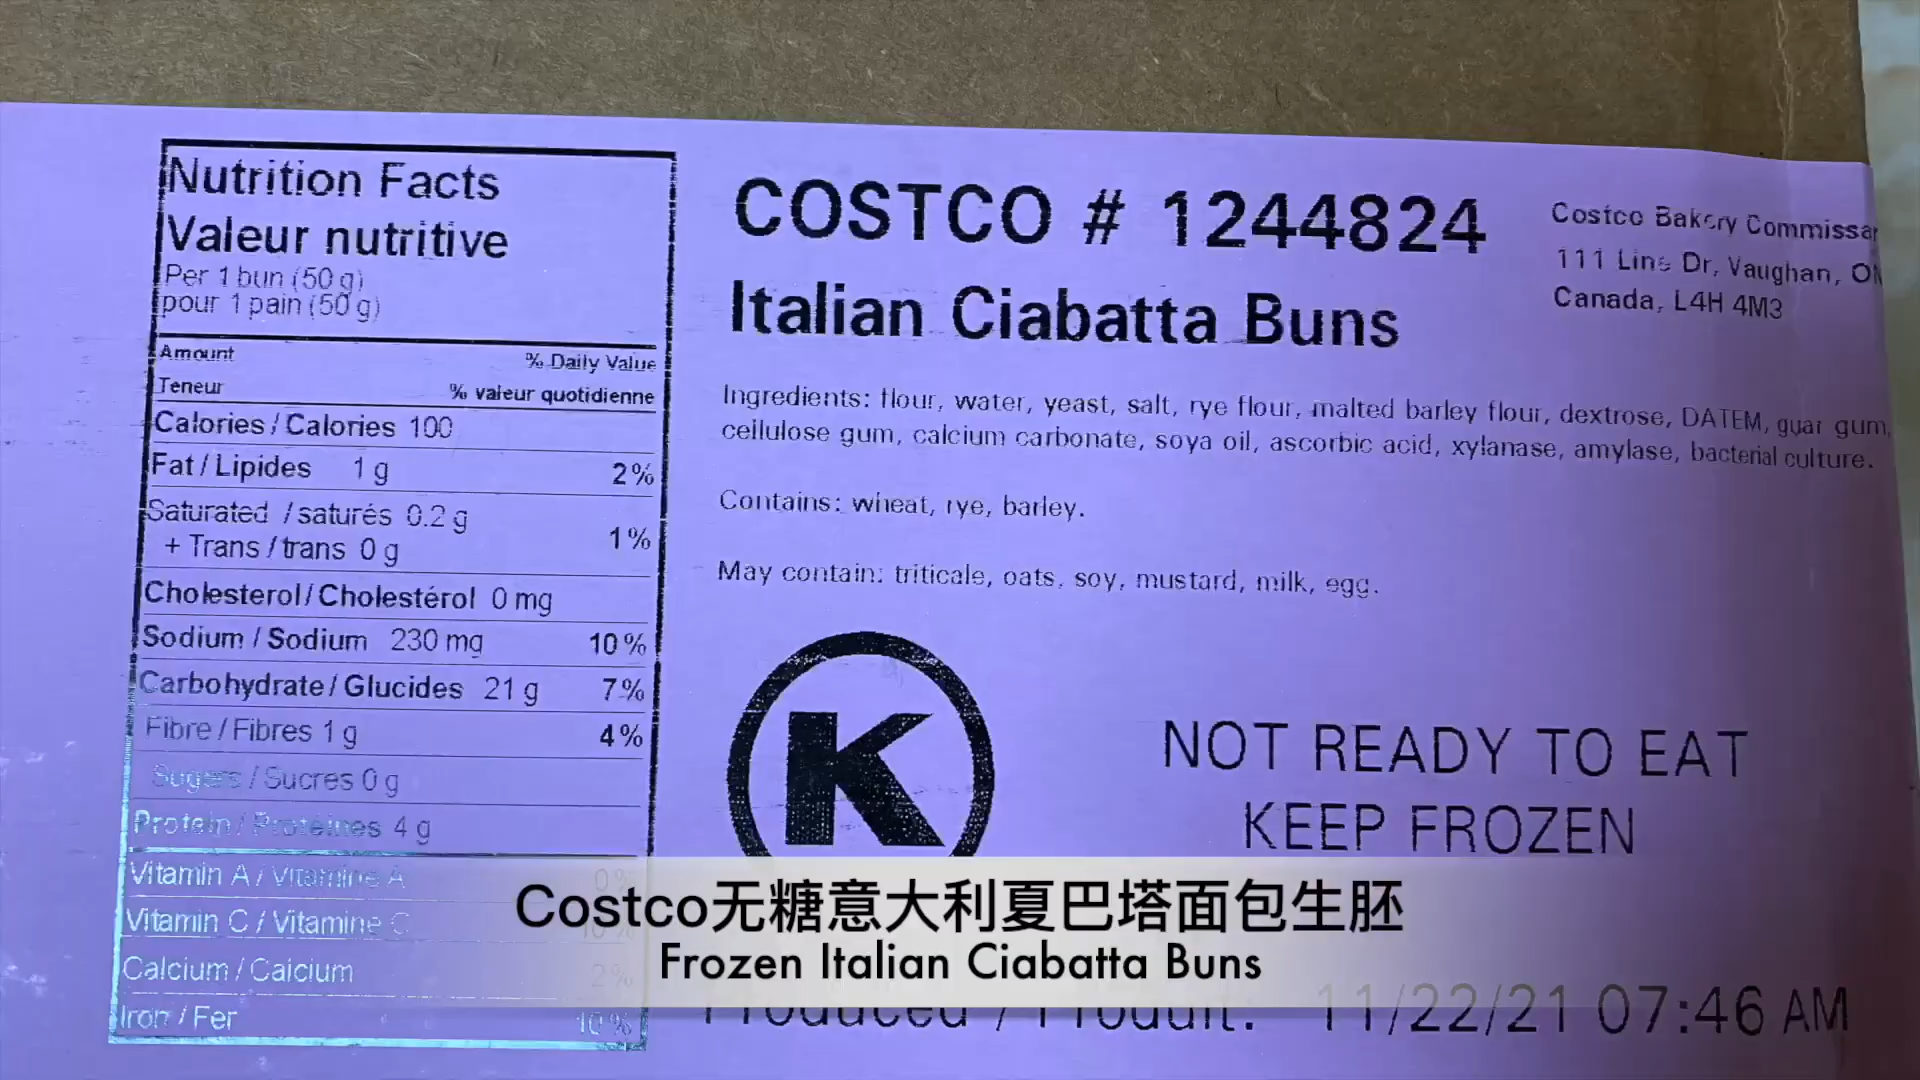 Nutrition Facts
Valeur nutritive
Per 1 bun (50 g)
pour 1 pain (50 g)
Amount % Daily Value
Teneur % valeur quotidienne
Calories / Calories 100
Fat / Lipides 1 g 2%
Saturated / saturés 0.2 g
+ Trans / trans 0 g 1%
Cholesterol / Cholestérol 0 mg
Sodium / Sodium 230 mg 10 %
Carbohydrate / Glucides 21 g 7%
Fibre / Fibres 1 g 4%
Sugars / Sucres 0 g
Protein / Protéines 4 g
Vitamin A / Vitamine A 0%
Vitamin C / Vitamine C
Calcium / Calcium 2%
Iron / Fer 10 %
COSTCO # 1244824
Italian Ciabatta Buns
Costco Bakery
111 Line Dr, Vaughan, ON
Canada, L4H 4M3
Ingredients: flour, water, yeast, salt, rye flour, malted barley flour, dextrose, DATEM, guar gum,
cellulose gum, calcium carbonate, soya oil, ascorbic acid, xylanase, amylase, bacterial culture.
Contains: wheat, rye, barley.
May contain: triticale, oats, soy, mustard, milk, egg.
K
NOT READY TO EAT
KEEP FROZEN
Costco无糖意大利夏巴塔面包生胚
Frozen Italian Ciabatta Buns
Produced / Produit: 11/22/21 07:46 AM